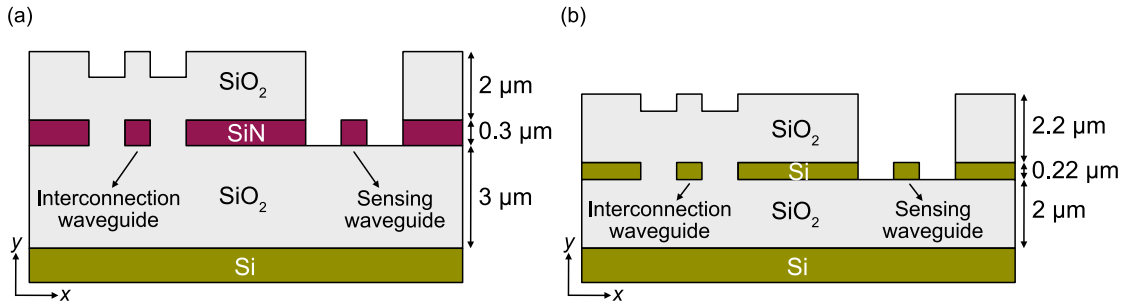 (a)
SiO2
2 μm
SiN
0.3 μm
Interconnection
waveguide
SiO2
Sensing
waveguide
3 μm
Si
y
x
(b)
SiO2
2.2 μm
Si
0.22 μm
Interconnection
waveguide
SiO2
Sensing
waveguide
2 μm
Si
y
x